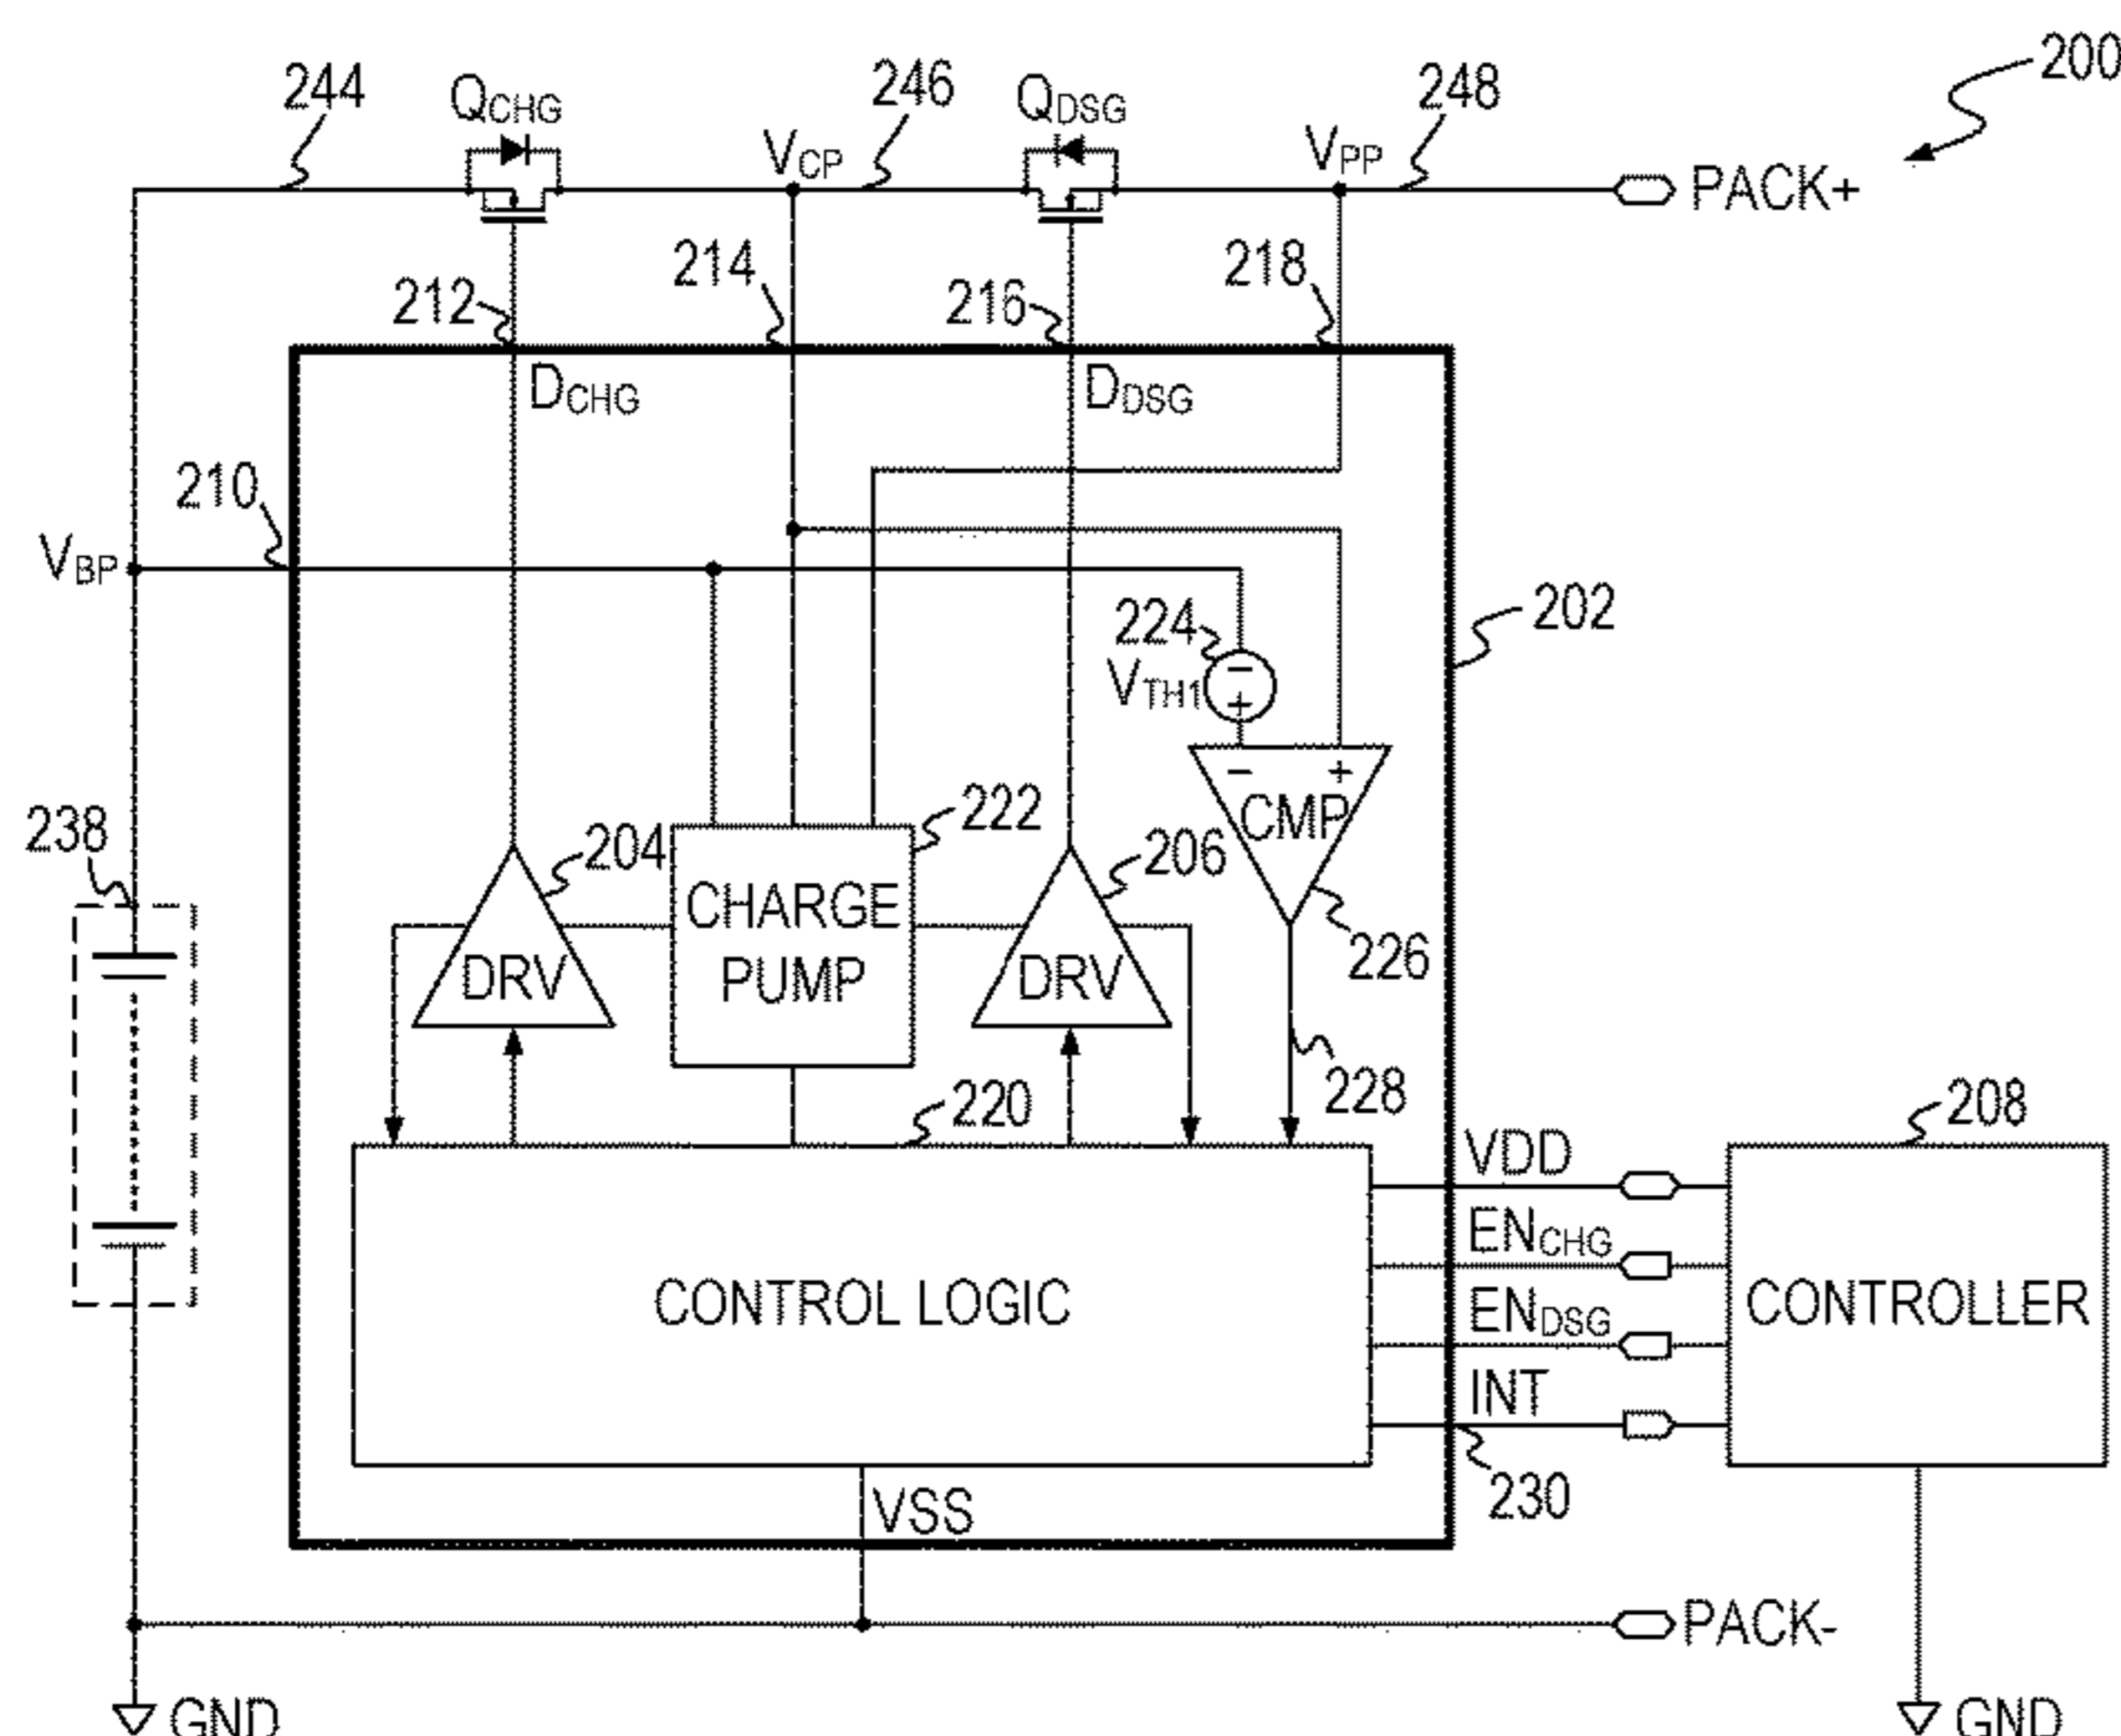 200
244
QCHG
VCP
246
QDSG
VPP
248
PACK+
212
214
216
218
DCHG
DDSG
210
VBP
202
224
VTH1
- +
- +
CMP
238
204
222
206
226
CHARGE
PUMP
DRV
DRV
228
220
208
VDD
ENCHG
ENDSG
INT
CONTROL LOGIC
CONTROLLER
230
VSS
PACK-
GND
GND